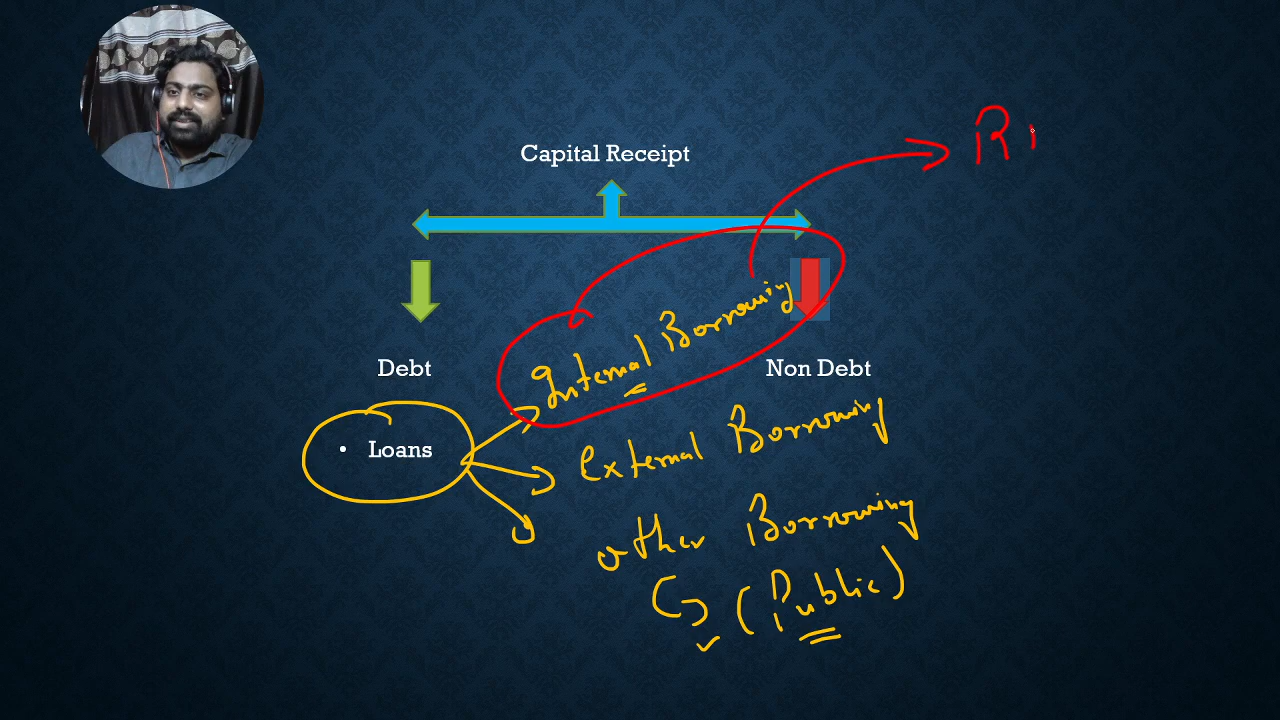 Capital Receipt
R
Debt
Non Debt
• Loans
Internal Borrowing
External Borrowing
other Borrowing
(Public)